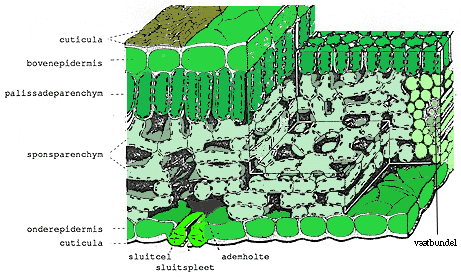 cuticula
bovenepidermis
palissadeparenchym
sponsparenchym
onderepidermis
cuticula
vaatbundel
sluitcel
ademholte
sluitspleet